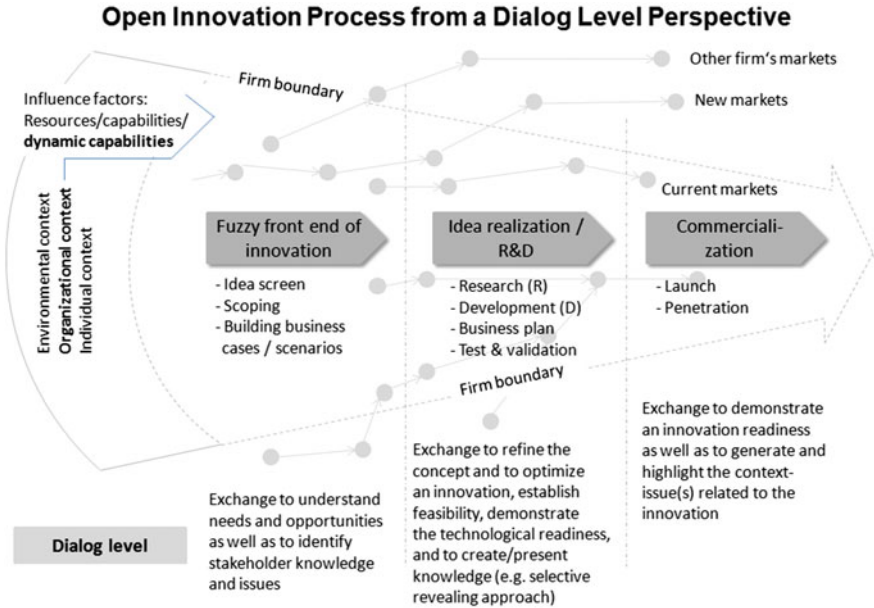 Open Innovation Process from a Dialog Level Perspective
Firm boundary
Other firm's markets
New markets
Current markets
Influence factors:
Resources/capabilities/
dynamic capabilities
Environmental context
Organizational context
Individual context
Fuzzy front end of
innovation
- Idea screen
- Scoping
- Building business
cases / scenarios
Idea realization /
R&D
- Research (R)
- Development (D)
- Business plan
- Test & validation
Commerciali-
zation
- Launch
- Penetration
Firm boundary
Dialog level
Exchange to understand
needs and opportunities
as well as to identify
stakeholder knowledge
and issues
Exchange to refine the
concept and to optimize
an innovation, establish
feasibility, demonstrate
the technological readiness,
and to create/present
knowledge (e.g. selective
revealing approach)
Exchange to demonstrate
an innovation readiness
as well as to generate and
highlight the context-
issue(s) related to the
innovation